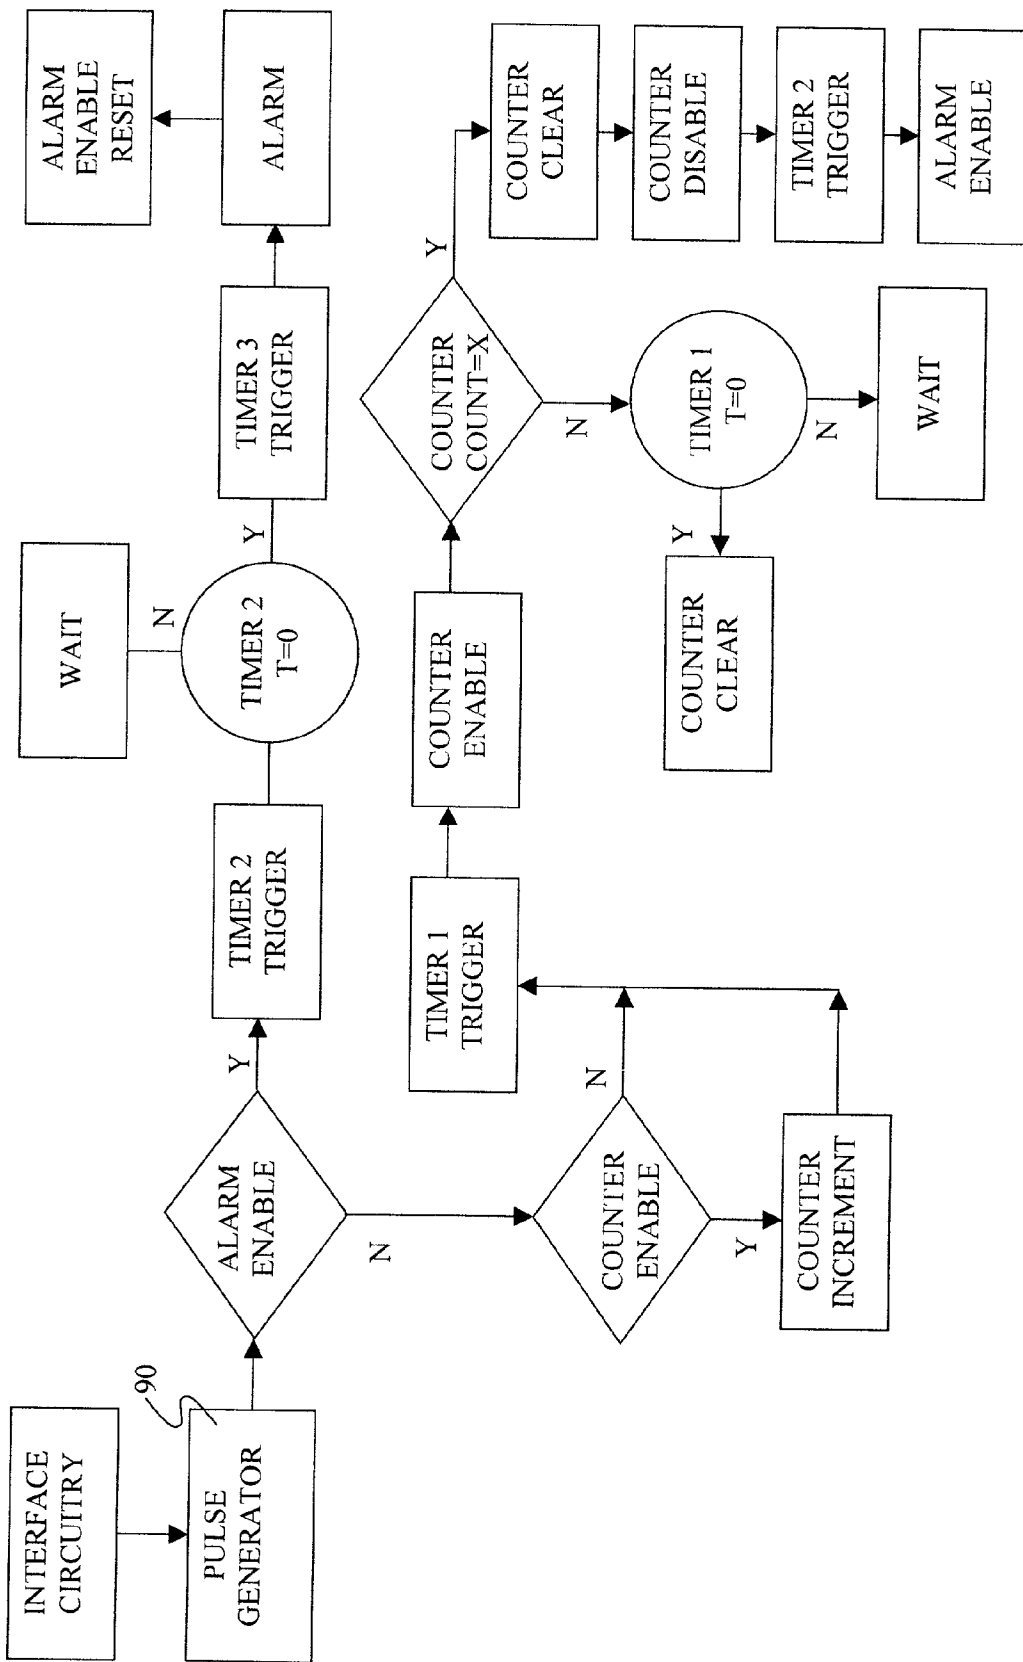 INTERFACE
CIRCUITRY
PULSE
GENERATOR
90
ALARM
ENABLE
Y
N
TIMER 2
TRIGGER
TIMER 2
T=0
N
WAIT
Y
TIMER 3
TRIGGER
ALARM
ALARM
ENABLE
RESET
COUNTER
ENABLE
N
Y
COUNTER
INCREMENT
TIMER 1
TRIGGER
COUNTER
ENABLE
COUNTER
COUNT=X
Y
N
COUNTER
CLEAR
COUNTER
DISABLE
TIMER 2
TRIGGER
ALARM
ENABLE
TIMER 1
T=0
Y
COUNTER
CLEAR
N
WAIT